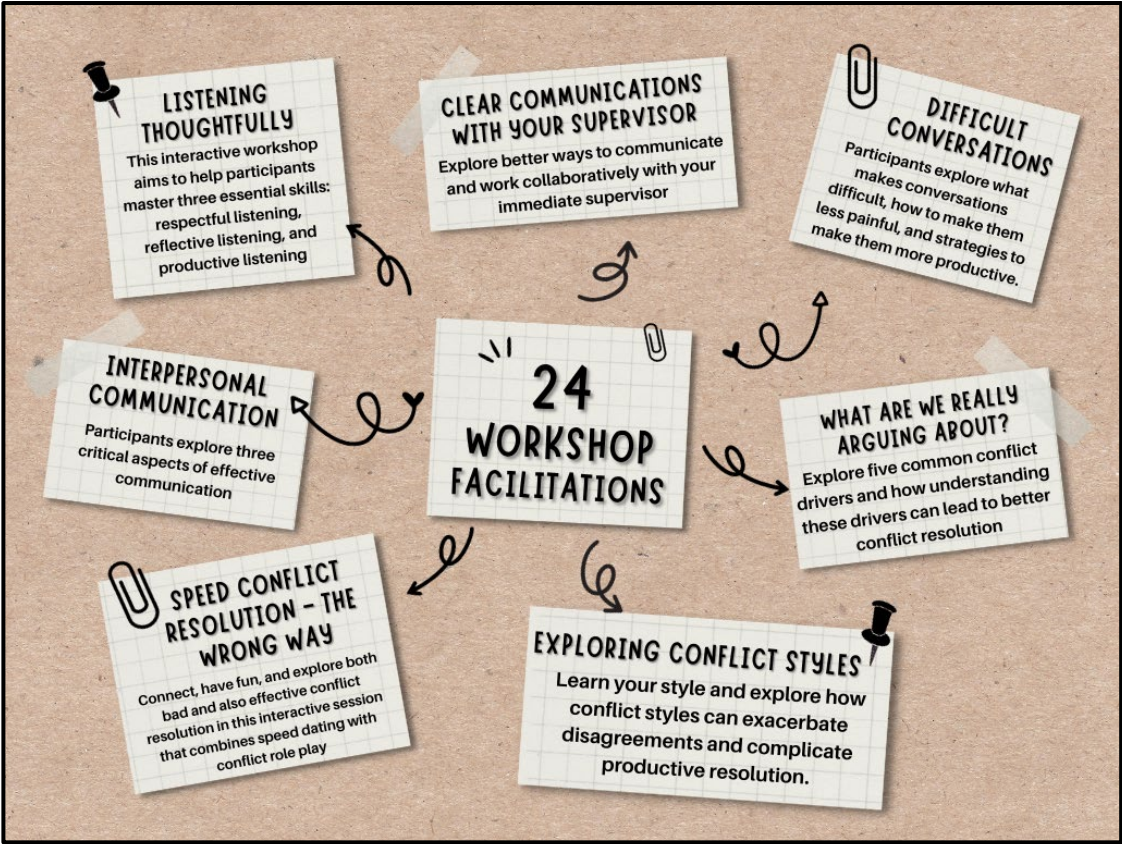 LISTENING
THOUGHTFULLY
This interactive workshop
aims to help participants
master three essential skills:
respectful listening,
reflective listening, and
productive listening
CLEAR COMMUNICATIONS
WITH YOUR SUPERVISOR
Explore better ways to communicate
and work collaboratively with your
immediate supervisor
DIFFICULT
CONVERSATIONS
Participants explore what
makes conversations
difficult, how to make them
less painful, and strategies to
make them more productive.
INTERPERSONAL
COMMUNICATION
Participants explore three
critical aspects of effective
communication
24
WORKSHOP
FACILITATIONS
WHAT ARE WE REALLY
ARGUING ABOUT?
Explore five common conflict
drivers and how understanding
these drivers can lead to better
conflict resolution
SPEED CONFLICT
RESOLUTION – THE
WRONG WAY
Connect, have fun, and explore both
bad and also effective conflict
resolution in this interactive session
that combines speed dating with
conflict role play
EXPLORING CONFLICT STYLES
Learn your style and explore how
conflict styles can exacerbate
disagreements and complicate
productive resolution.